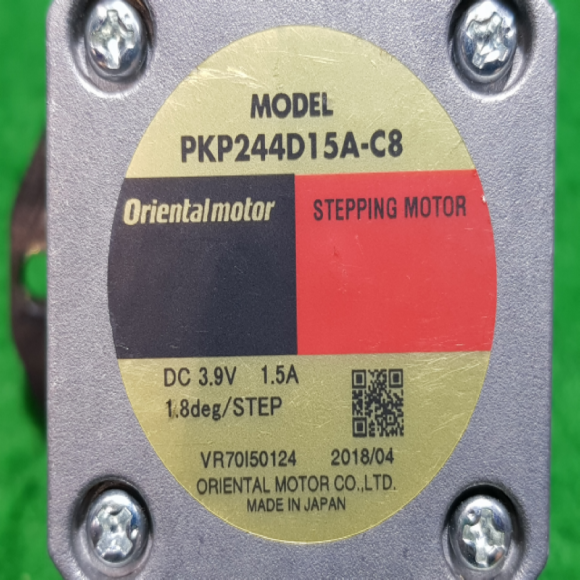 MODEL
PKP244D15A-C8
Orientalmotor STEPPING MOTOR
DC 3.9V 1.5A
1.8deg/STEP
VR70I50124 2018/04
ORIENTAL MOTOR CO.,LTD.
MADE IN JAPAN